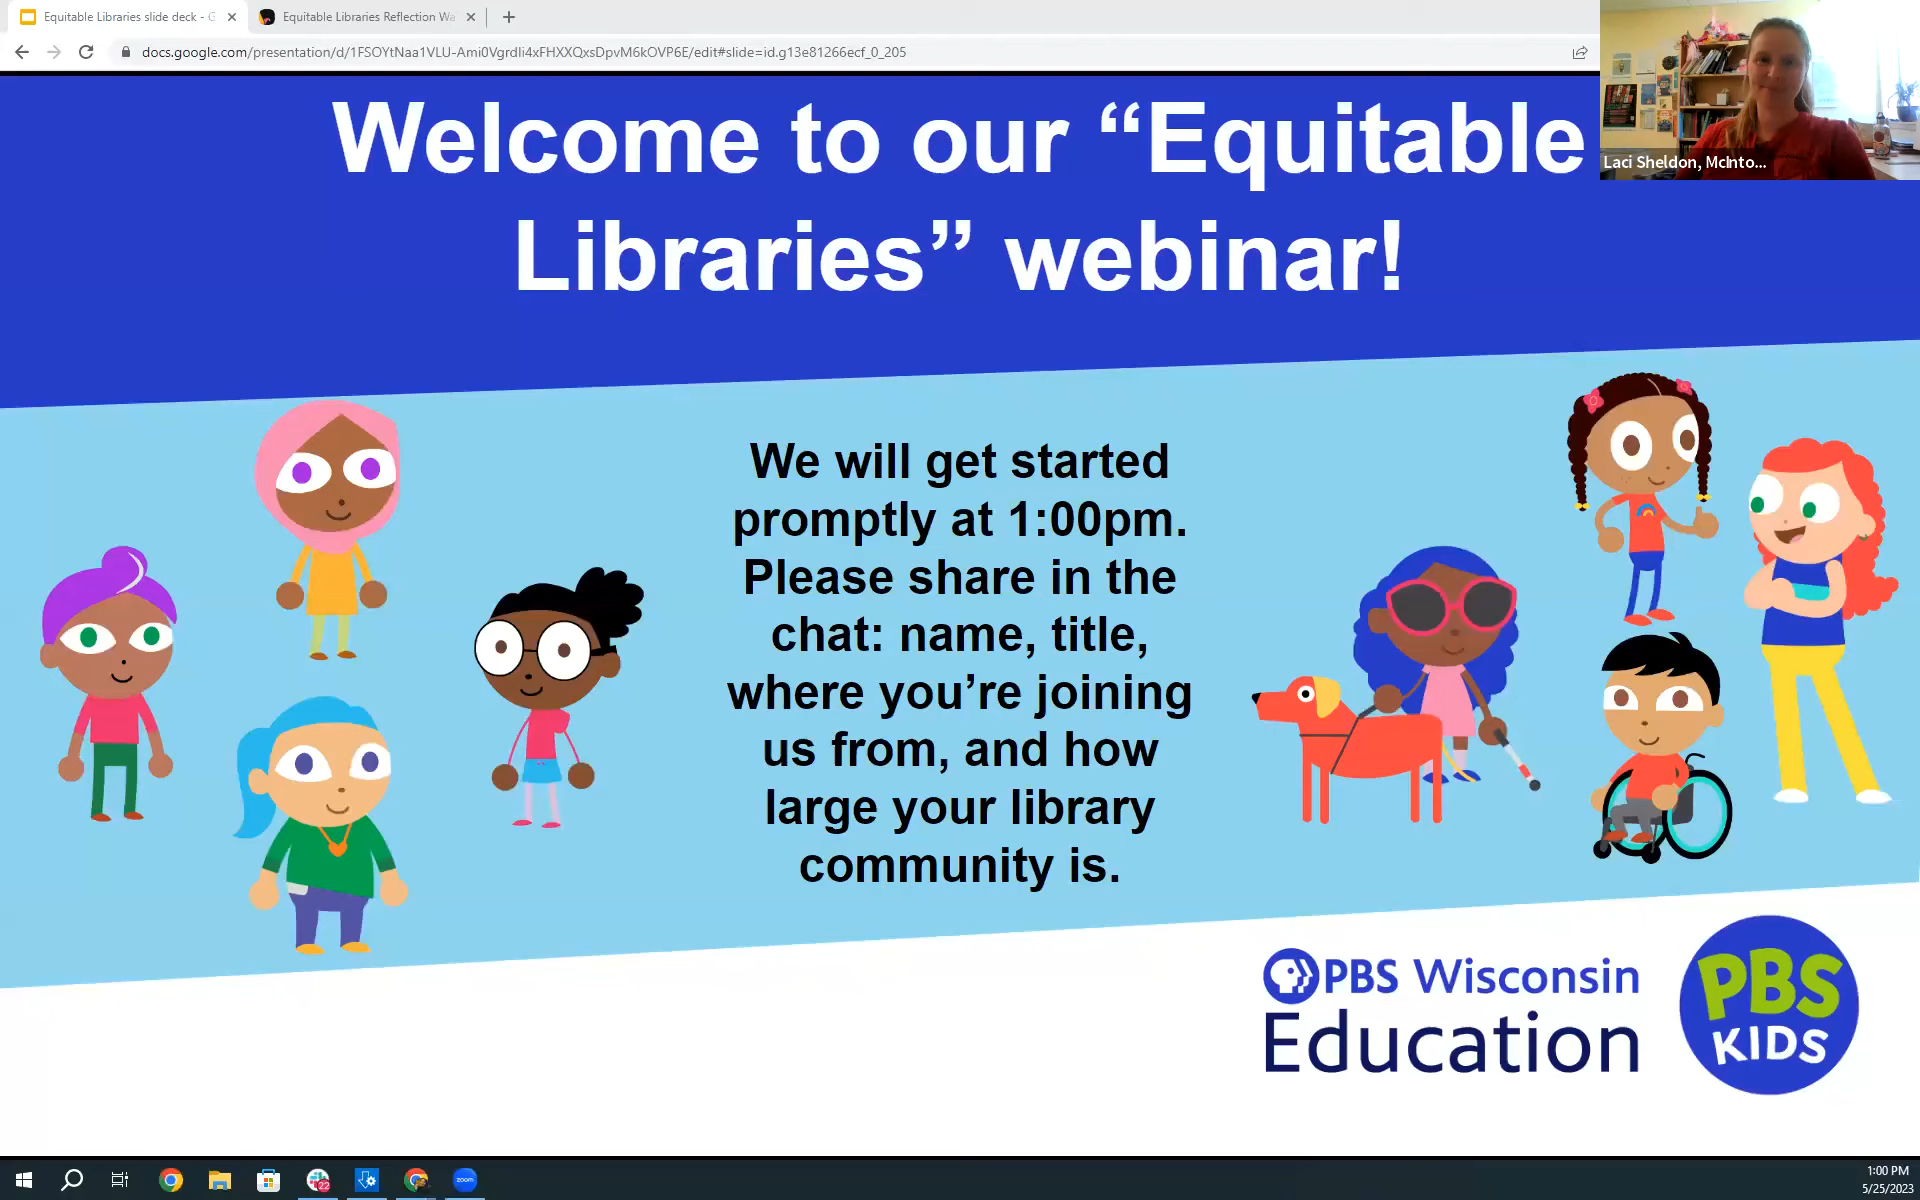 Equitable Libraries slide deck - G
Equitable Libraries Reflection Wa
docs.google.com/presentation/d/1FSOYtNaa1VLU-Ami0Vgrdli4xFHXXQxsDpvM6kOVP6E/edit#slide=id.g13e81266ecf_0_205
Laci Sheldon, McInto...
Welcome to our “Equitable
Libraries” webinar!
We will get started
promptly at 1:00pm.
Please share in the
chat: name, title,
where you’re joining
us from, and how
large your library
community is.
PBS Wisconsin
Education
PBS
KIDS
22
zoom
1:00 PM
5/25/2023